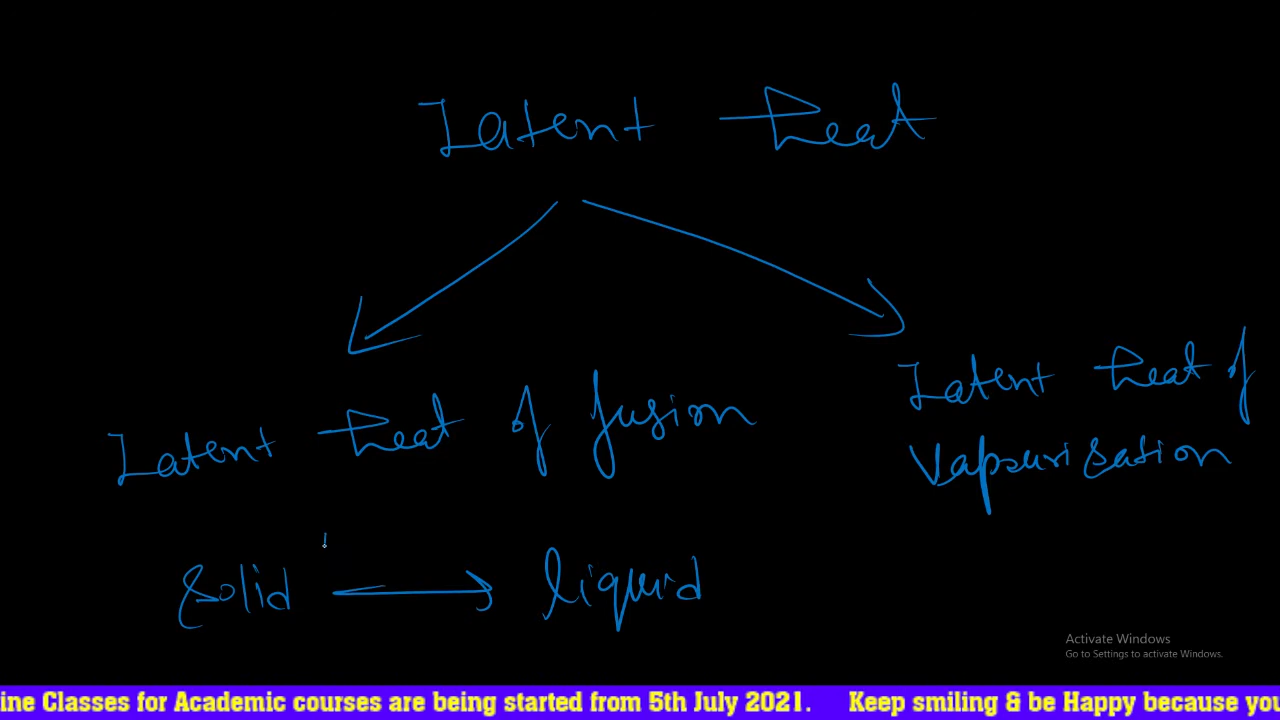 Latent heat
Latent heat of fusion
Latent heat of
vapourisation
Solid → liquid
Activate Windows
Go to Settings to activate Windows.
ine Classes for Academic courses are being started from 5th July 2021. Keep smiling & be Happy because you